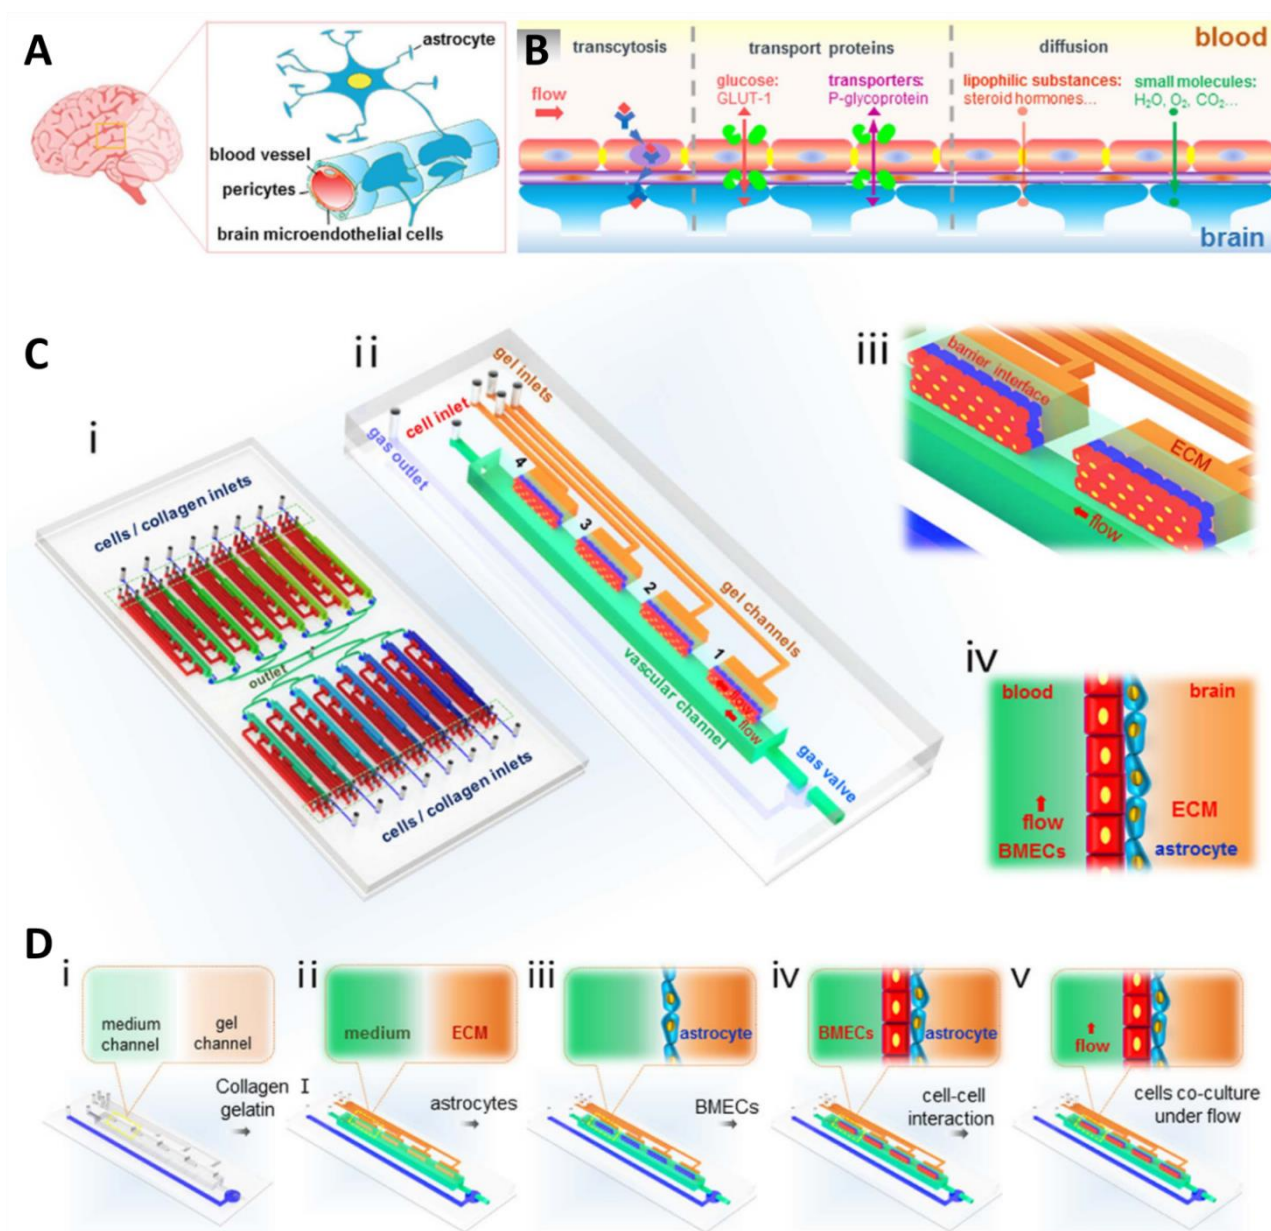 A
astrocyte
blood vessel
pericytes
brain microendothelial cells
B
transcytosis
transport proteins
diffusion
blood
flow
glucose:
GLUT-1
transporters:
P-glycoprotein
lipophilic substances:
steroid hormones...
small molecules:
H₂O, O₂, CO₂...
brain
C
i
cells / collagen inlets
outlet
cells / collagen inlets
ii
gel inlets
cell inlet
gas outlet
4
3
2
1
gel channels
vascular channel
flow
flow
gas valve
iii
barrier interface
ECM
flow
iv
blood
brain
flow
ECM
BMECs
astrocyte
D
i
medium
channel
gel
channel
Collagen I
gelatin
ii
medium
ECM
astrocytes
iii
astrocyte
BMECs
iv
BMECs
astrocyte
cell-cell
interaction
v
flow
cells co-culture
under flow